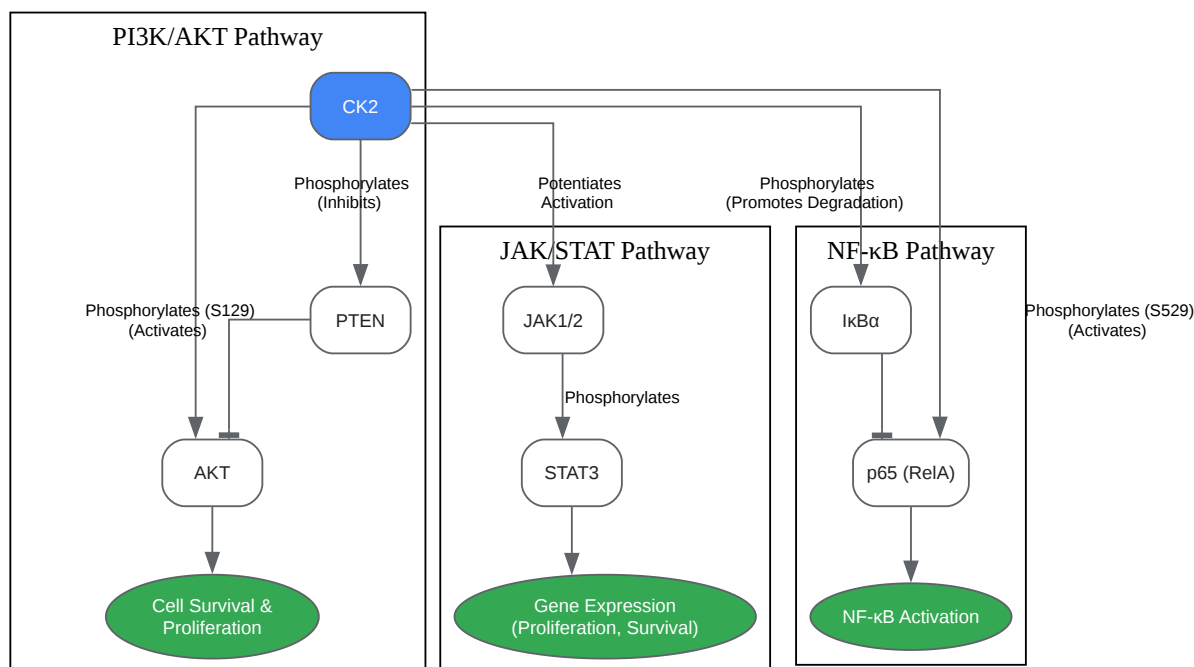 PI3K/AKT Pathway
CK2
Phosphorylates
(Inhibits)
Potentiates
Activation
Phosphorylates
(Promotes Degradation)
JAK/STAT Pathway
NF-κB Pathway
Phosphorylates (S129)
(Activates)
PTEN
JAK1/2
IκBα
Phosphorylates (S529)
(Activates)
Phosphorylates
AKT
STAT3
p65 (RelA)
Cell Survival &
Proliferation
Gene Expression
(Proliferation, Survival)
NF-κB Activation